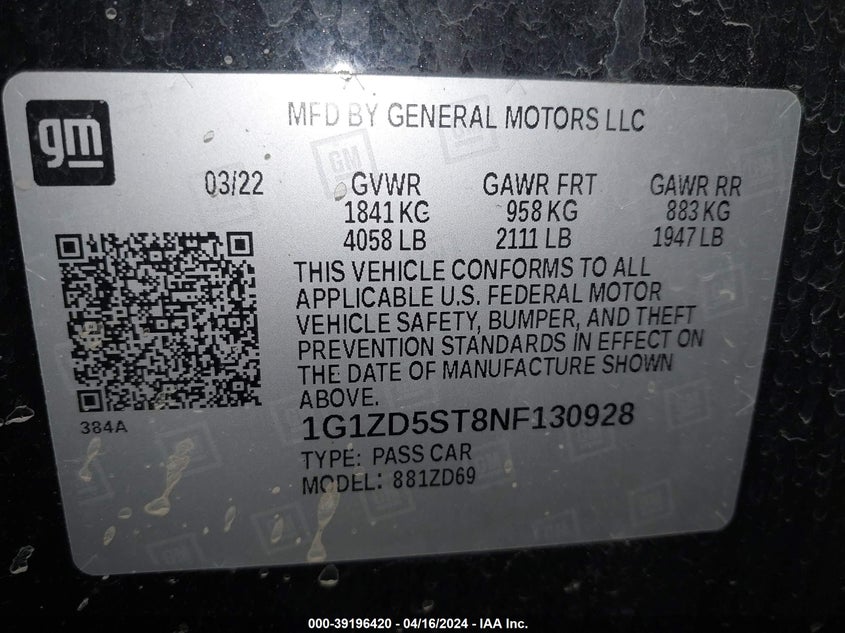 gm
MFD BY GENERAL MOTORS LLC
03/22
GVWR
1841 KG
4058 LB
GAWR FRT
958 KG
2111 LB
GAWR RR
883 KG
1947 LB
THIS VEHICLE CONFORMS TO ALL
APPLICABLE U.S. FEDERAL MOTOR
VEHICLE SAFETY, BUMPER, AND THEFT
PREVENTION STANDARDS IN EFFECT ON
THE DATE OF MANUFACTURE SHOWN
ABOVE.
384A
1G1ZD5ST8NF130928
TYPE: PASS CAR
MODEL: 881ZD69
000-39196420 - 04/16/2024 - IAA Inc.